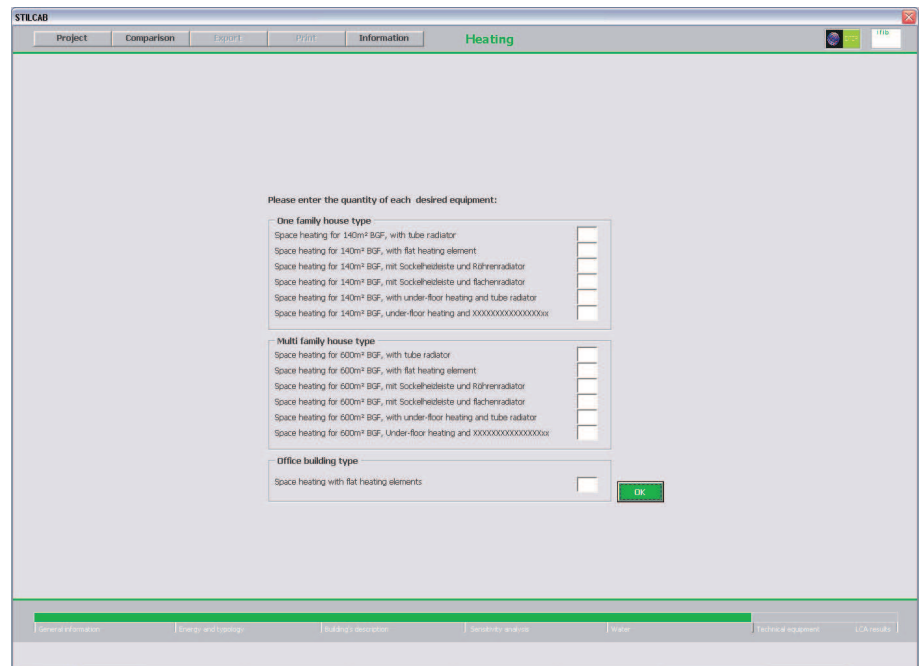 STILCAB
Project Comparison Export Print Information Heating ifib
Please enter the quantity of each desired equipment:
One family house type
Space heating for 140m² BGF, with tube radiator
Space heating for 140m² BGF, with flat heating element
Space heating for 140m² BGF, mit Sockelheizleiste und Röhrenradiator
Space heating for 140m² BGF, mit Sockelheizleiste und flachenradiator
Space heating for 140m² BGF, with under-floor heating and tube radator
Space heating for 140m² BGF, under-floor heating and XXXXXXXXXXXXXXXxx
Multi family house type
Space heating for 600m² BGF, with tube radiator
Space heating for 600m² BGF, with flat heating element
Space heating for 600m² BGF, mit Sockelheizleiste und Röhrenradiator
Space heating for 600m² BGF, mit Sockelheizleiste und flachenradiator
Space heating for 600m² BGF, with under-floor heating and tube radiator
Space heating for 600m² BGF, Under-floor heating and XXXXXXXXXXXXXXXxx
Office building type
Space heating with flat heating elements
OK
General information Energy and typology Building's description Sensitivity analysis Water Technical equipment LCA results